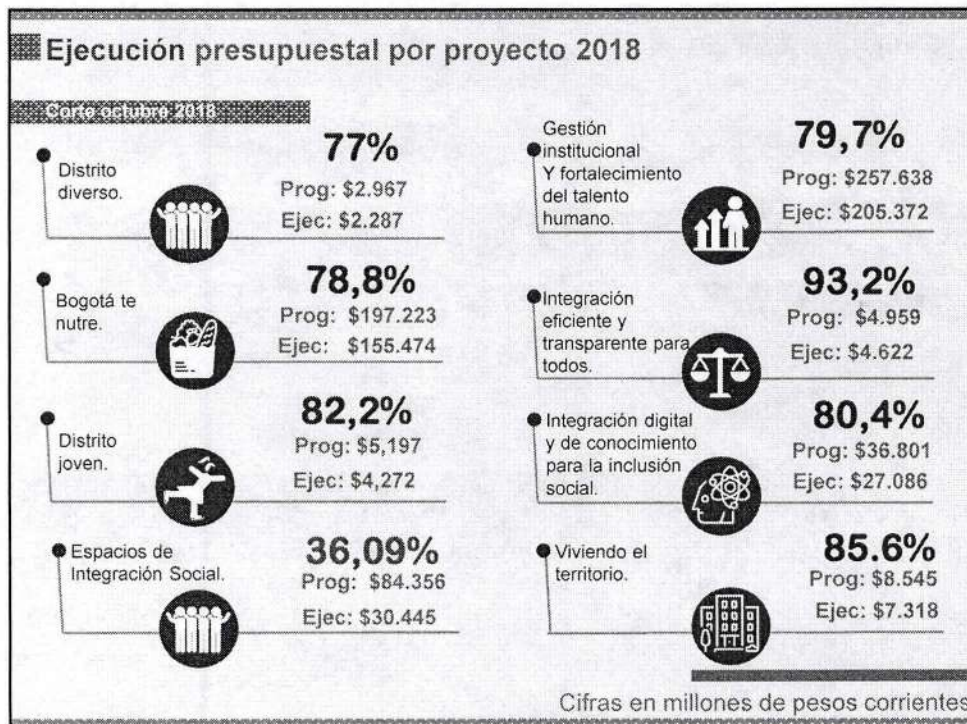 Ejecución presupuestal por proyecto 2018
Corte octubre 2018
Distrito
diverso.
77%
Prog: $2.967
Ejec: $2.287
Bogotá te
nutre.
78,8%
Prog: $197.223
Ejec: $155.474
Distrito
joven.
82,2%
Prog: $5,197
Ejec: $4,272
Espacios de
Integración Social.
36,09%
Prog: $84.356
Ejec: $30.445
Gestión
institucional
Y fortalecimiento
del talento
humano.
79,7%
Prog: $257.638
Ejec: $205.372
Integración
eficiente y
transparente para
todos.
93,2%
Prog: $4.959
Ejec: $4.622
Integración digital
y de conocimiento
para la inclusión
social.
80,4%
Prog: $36.801
Ejec: $27.086
Viviendo el
territorio.
85.6%
Prog: $8.545
Ejec: $7.318
Cifras en millones de pesos corrientes